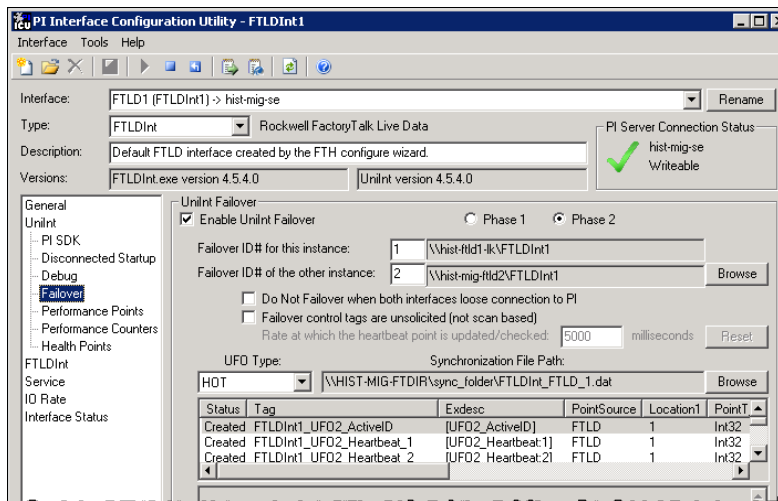 PI Interface Configuration Utility - FTLDInt1
Interface Tools Help
Interface: FTLD1 (FTLDInt1) -> hist-mig-se Rename
Type: FTLDInt Rockwell FactoryTalk Live Data
PI Server Connection Status
hist-mig-se
Writeable
Description: Default FTLD interface created by the FTH configure wizard.
Versions: FTLDInt.exe version 4.5.4.0 UniInt version 4.5.4.0
General
UniInt
PI SDK
Disconnected Startup
Debug
Failover
Performance Points
Performance Counters
Health Points
FTLDInt
Service
IO Rate
Interface Status
UniInt Failover
Enable UniInt Failover Phase 1 Phase 2
Failover ID# for this instance: 1 \\hist-ftld1-lk\FTLDInt1
Failover ID# of the other instance: 2 \\hist-mig-ftld2\FTLDInt1 Browse
Do Not Failover when both interfaces loose connection to PI
Failover control tags are unsolicited (not scan based)
Rate at which the heartbeat point is updated/checked: 5000 milliseconds Reset
UFO Type: Synchronization File Path:
HOT \\HIST-MIG-FTDIR\sync_folder\FTLDInt_FTLD_1.dat Browse
Status Tag Exdesc PointSource Location1 PointT
Created FTLDInt1_UFO2_ActiveID [UFO2_ActiveID] FTLD 1 Int32
Created FTLDInt1_UFO2_Heartbeat_1 [UFO2_Heartbeat:1] FTLD 1 Int32
Created FTLDInt1_UFO2_Heartbeat_2 [UFO2_Heartbeat:2] FTLD 1 Int32